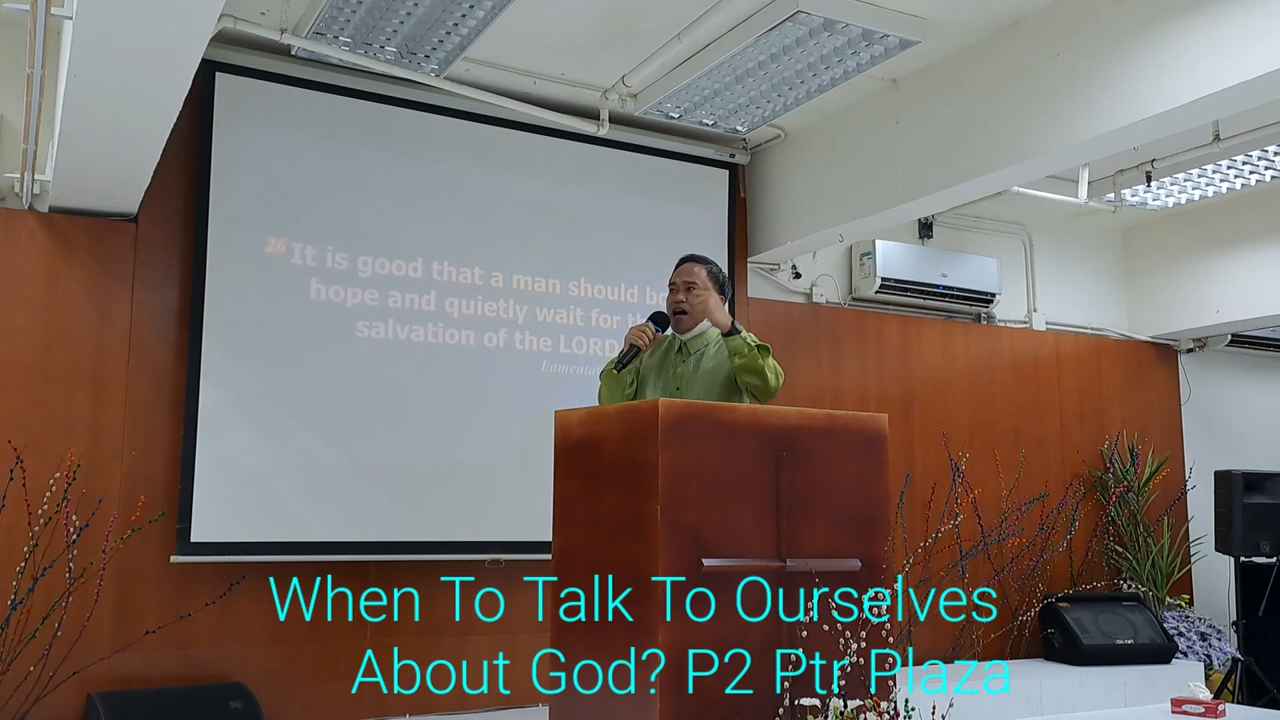 26 It is good that a man should
hope and quietly wait for
salvation of the LORD
When To Talk To Ourselves
About God? P2 Ptr Plaza